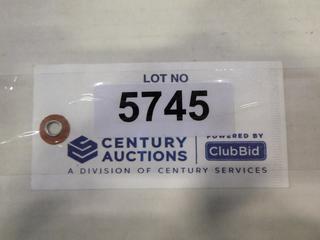 LOT NO
5745
CENTURY AUCTIONS
POWERED BY
ClubBid
A DIVISION OF CENTURY SERVICES